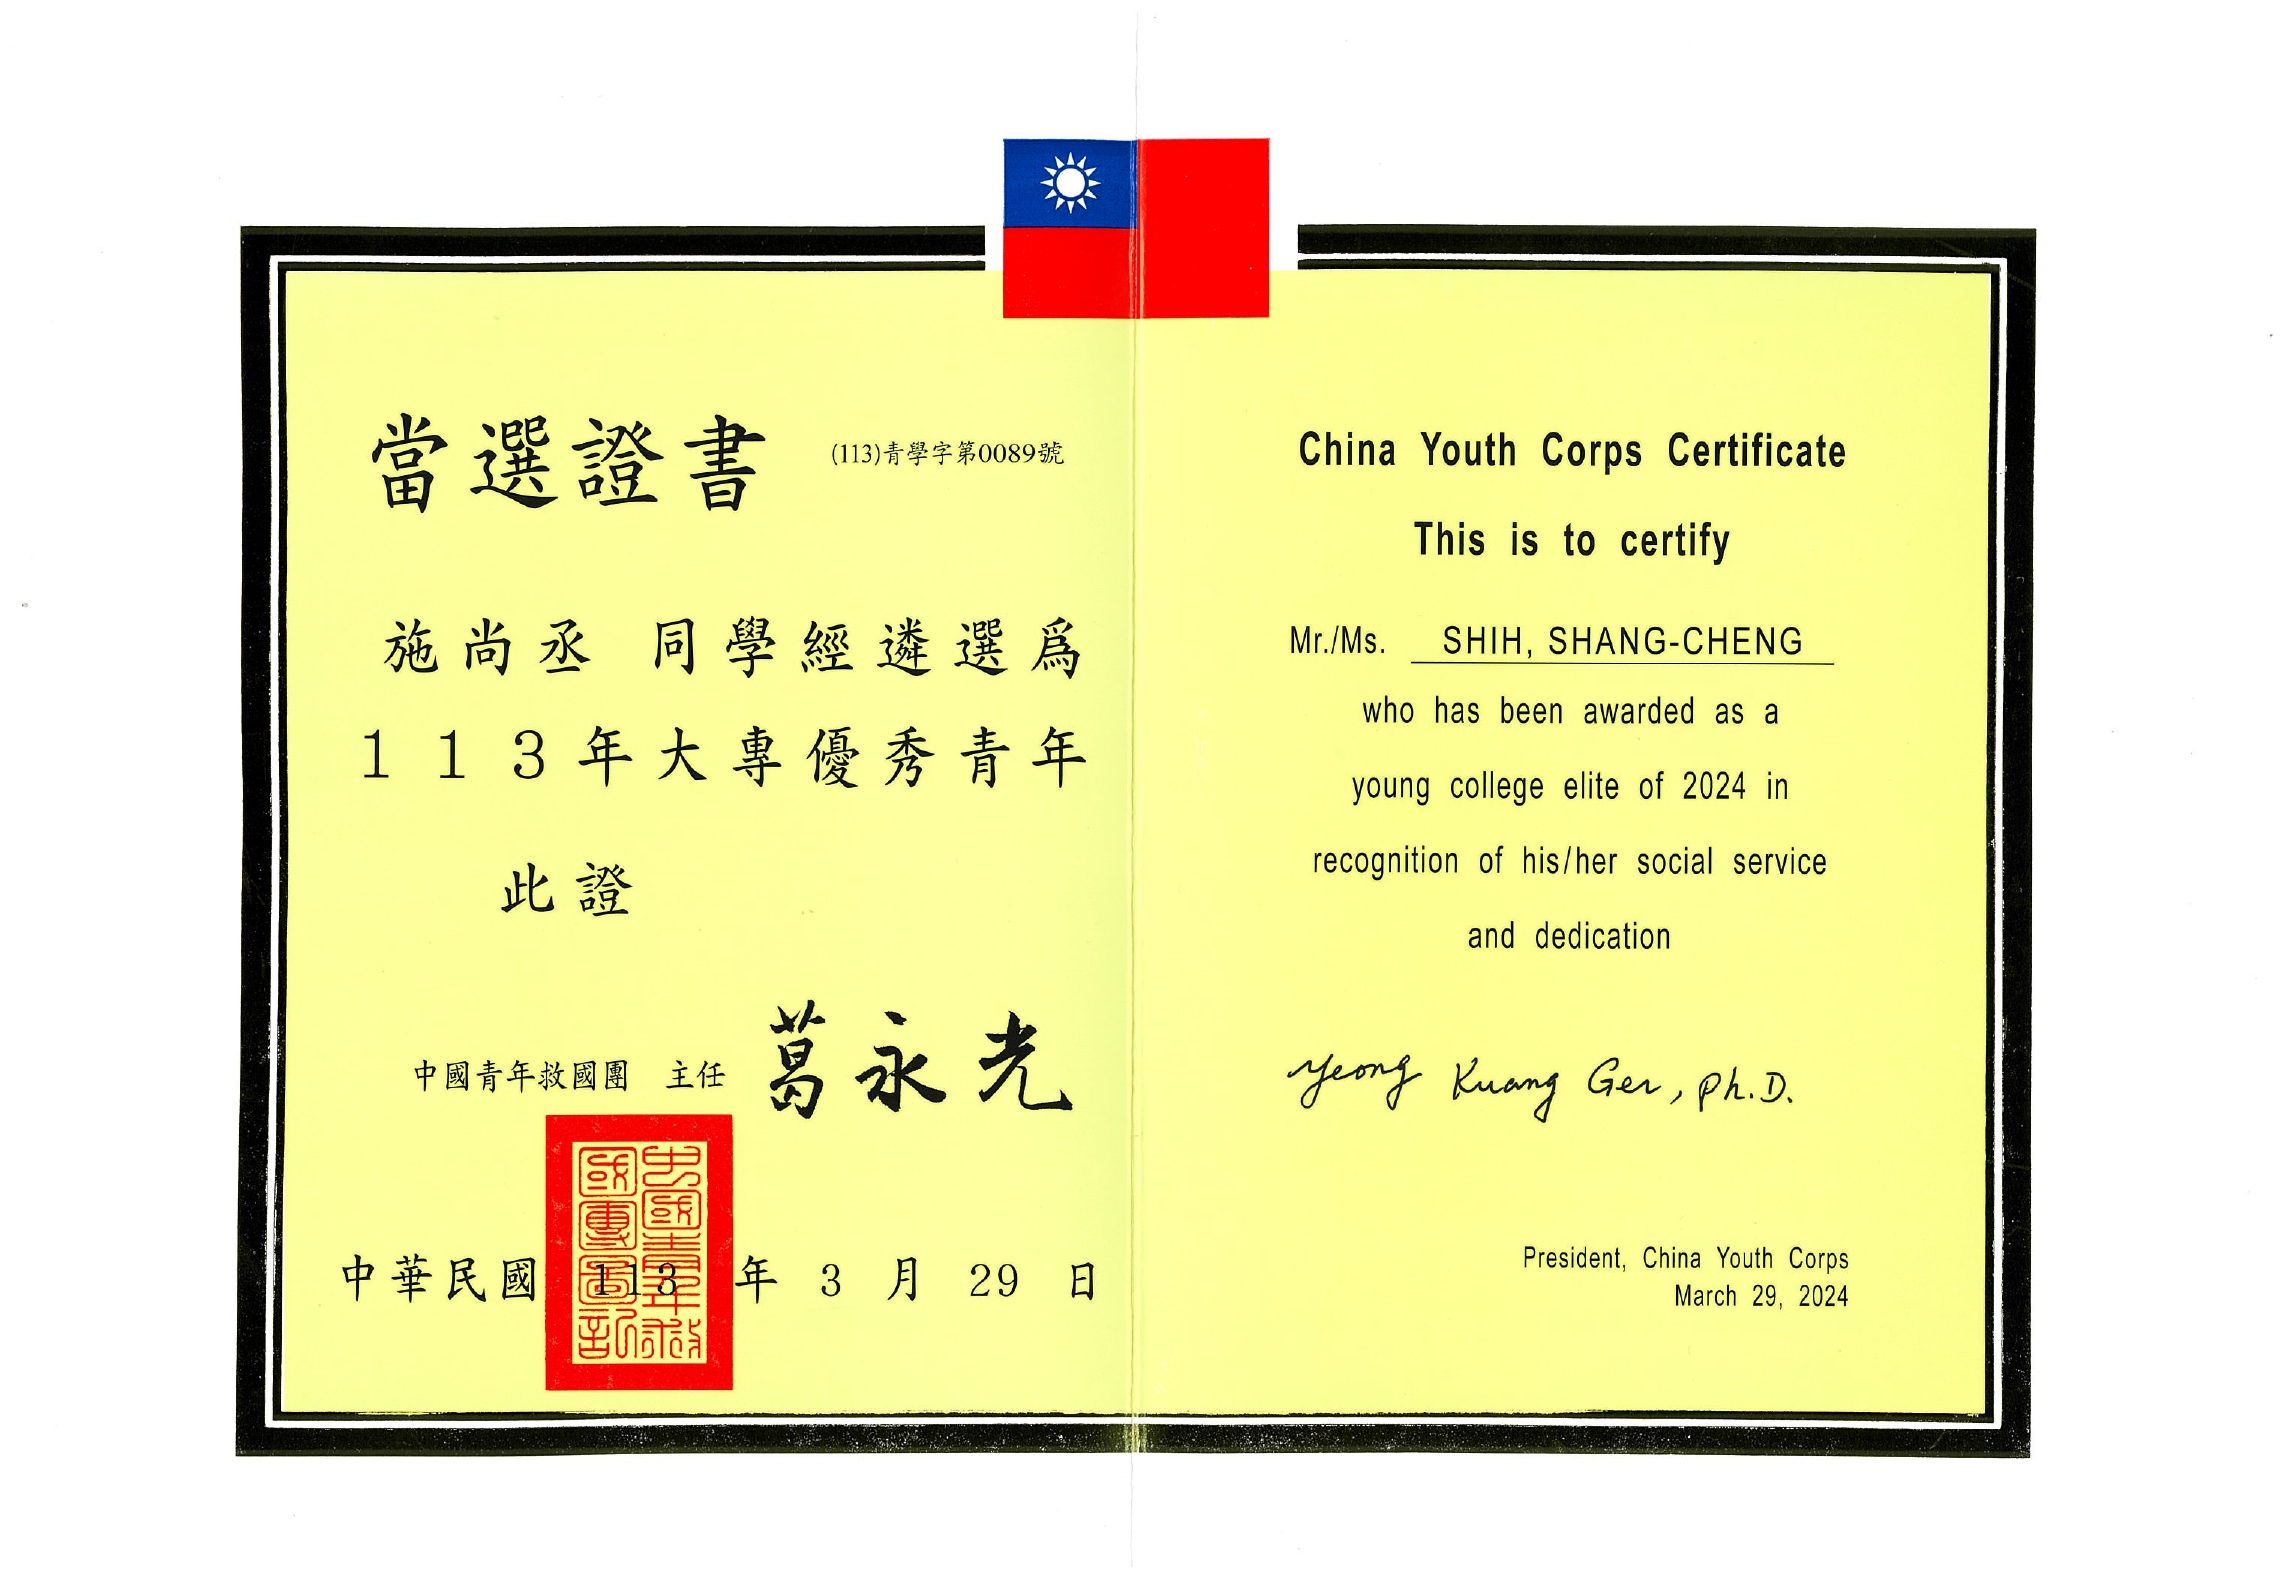 當選證書 (113)青學字第0089號
施尚丞 同學經遴選為
113年大專優秀青年
此證
中國青年救國團 主任 葛永光
中國青年救
國團圖記
中華民國 113 年 3 月 29 日
China Youth Corps Certificate
This is to certify
Mr./Ms. SHIH, SHANG-CHENG
who has been awarded as a
young college elite of 2024 in
recognition of his/her social service
and dedication
Yeong Kuang Ger, Ph.D.
President, China Youth Corps
March 29, 2024